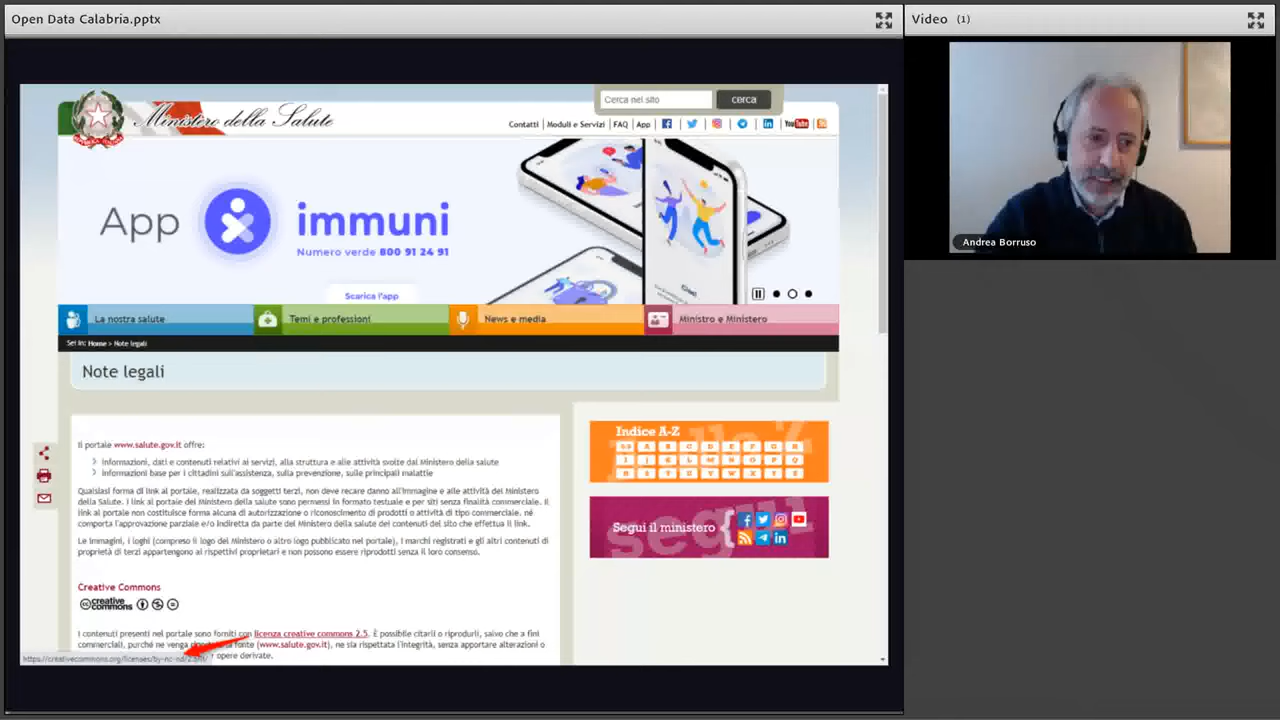 Open Data Calabria.pptx
Video (1)
Andrea Borruso
Ministero della Salute
Cerca nel sito
cerca
Contatti | Moduli e Servizi | FAQ | App
YouTube
App immuni
Numero verde 800 91 24 91
Scarica l'app
La nostra salute
Temi e professioni
News e media
Ministro e Ministero
Sei in: Home > Note legali
Note legali
Il portale www.salute.gov.it offre:
Informazioni, dati e contenuti relativi ai servizi, alla struttura e alle attività svolte dal Ministero della salute
Informazioni base per i cittadini sull'assistenza, sulla prevenzione, sulle principali malattie
Qualsiasi forma di link al portale, realizzata da soggetti terzi, non deve recare danno all'immagine e alle attività del Ministero
della Salute. I link al portale del Ministero della salute sono permessi in formato testuale e per siti senza finalità commerciale. Il
link al portale non costituisce forma alcuna di autorizzazione o riconoscimento di prodotti o attività di tipo commerciale, né
comporta l'approvazione parziale e/o indiretta da parte del Ministero della salute dei contenuti del sito che effettua il link.
Le immagini, i loghi (compreso il logo del Ministero o altro logo pubblicato nel portale), i marchi registrati e gli altri contenuti di
proprietà di terzi appartengono ai rispettivi proprietari e non possono essere riprodotti senza il loro consenso.
Creative Commons
creative commons
I contenuti presenti nel portale sono forniti con licenza creative commons 2.5. È possibile citarli o riprodurli, salvo che a fini
commerciali, purché ne venga fonte (www.salute.gov.it), ne sia rispettata l'integrità, senza apportare alterazioni o
opere derivate.
https://creativecommons.org/licenses/by-nc-nd/2.5/it/
Indice A-Z
Segui il ministero
segui